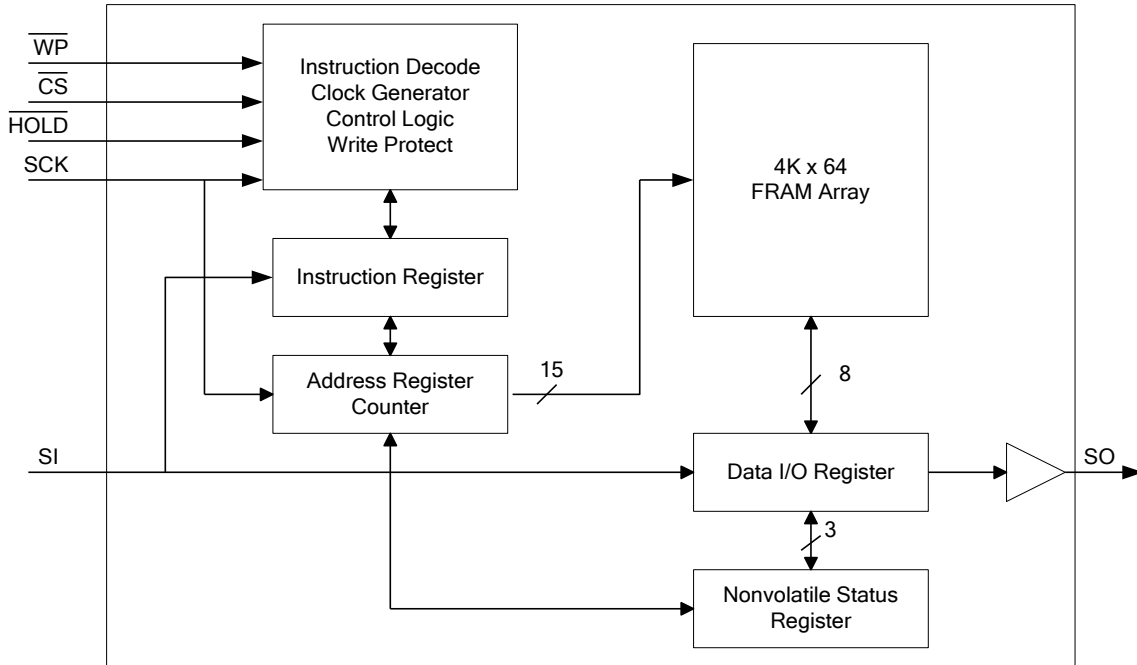 WP
CS
HOLD
SCK
Instruction Decode
Clock Generator
Control Logic
Write Protect
4K x 64
FRAM Array
Instruction Register
Address Register
Counter
15
8
SI
Data I/O Register
SO
3
Nonvolatile Status
Register